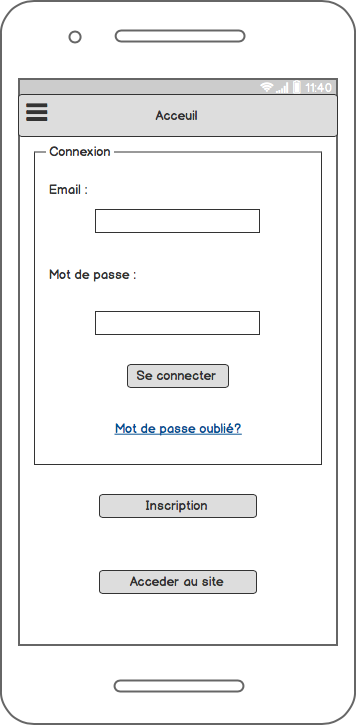 11:40
Acceuil
Connexion
Email :
Mot de passe :
Se connecter
Mot de passe oublié?
Inscription
Acceder au site